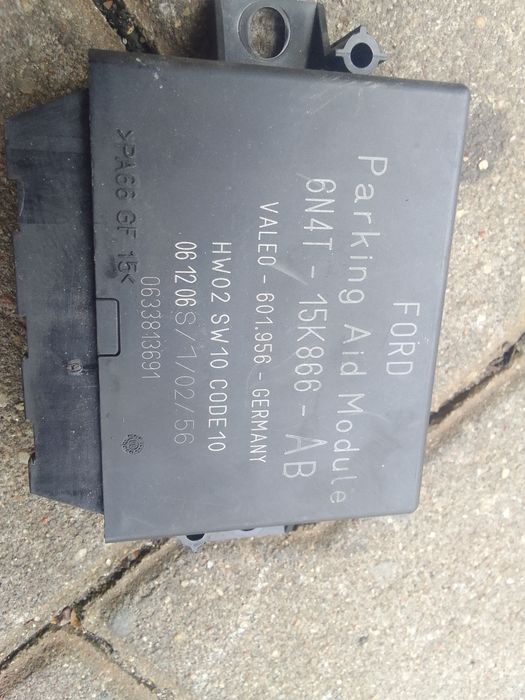 FORD
Parking Aid Module
6N4T - 15K866 - AB
VALEO - 601.956 - GERMANY
HW02 SW10 CODE10
06 12 06 S/1/02/56
0633813691
>PA66 GF 15<